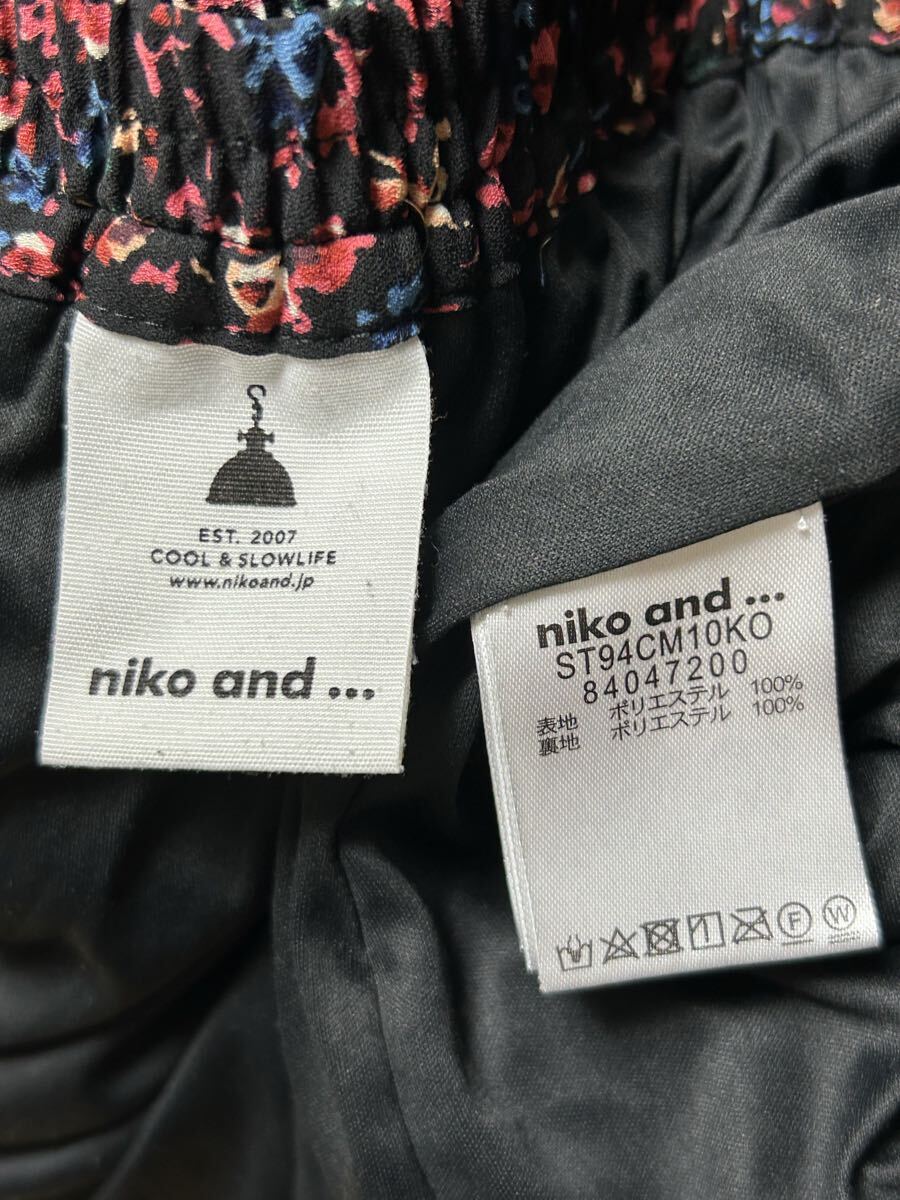 EST. 2007
COOL & SLOWLIFE
www.nikoand.jp
niko and ...
niko and ...
ST94CM10KO
84047200
表地 ポリエステル 100%
裏地 ポリエステル 100%
F W